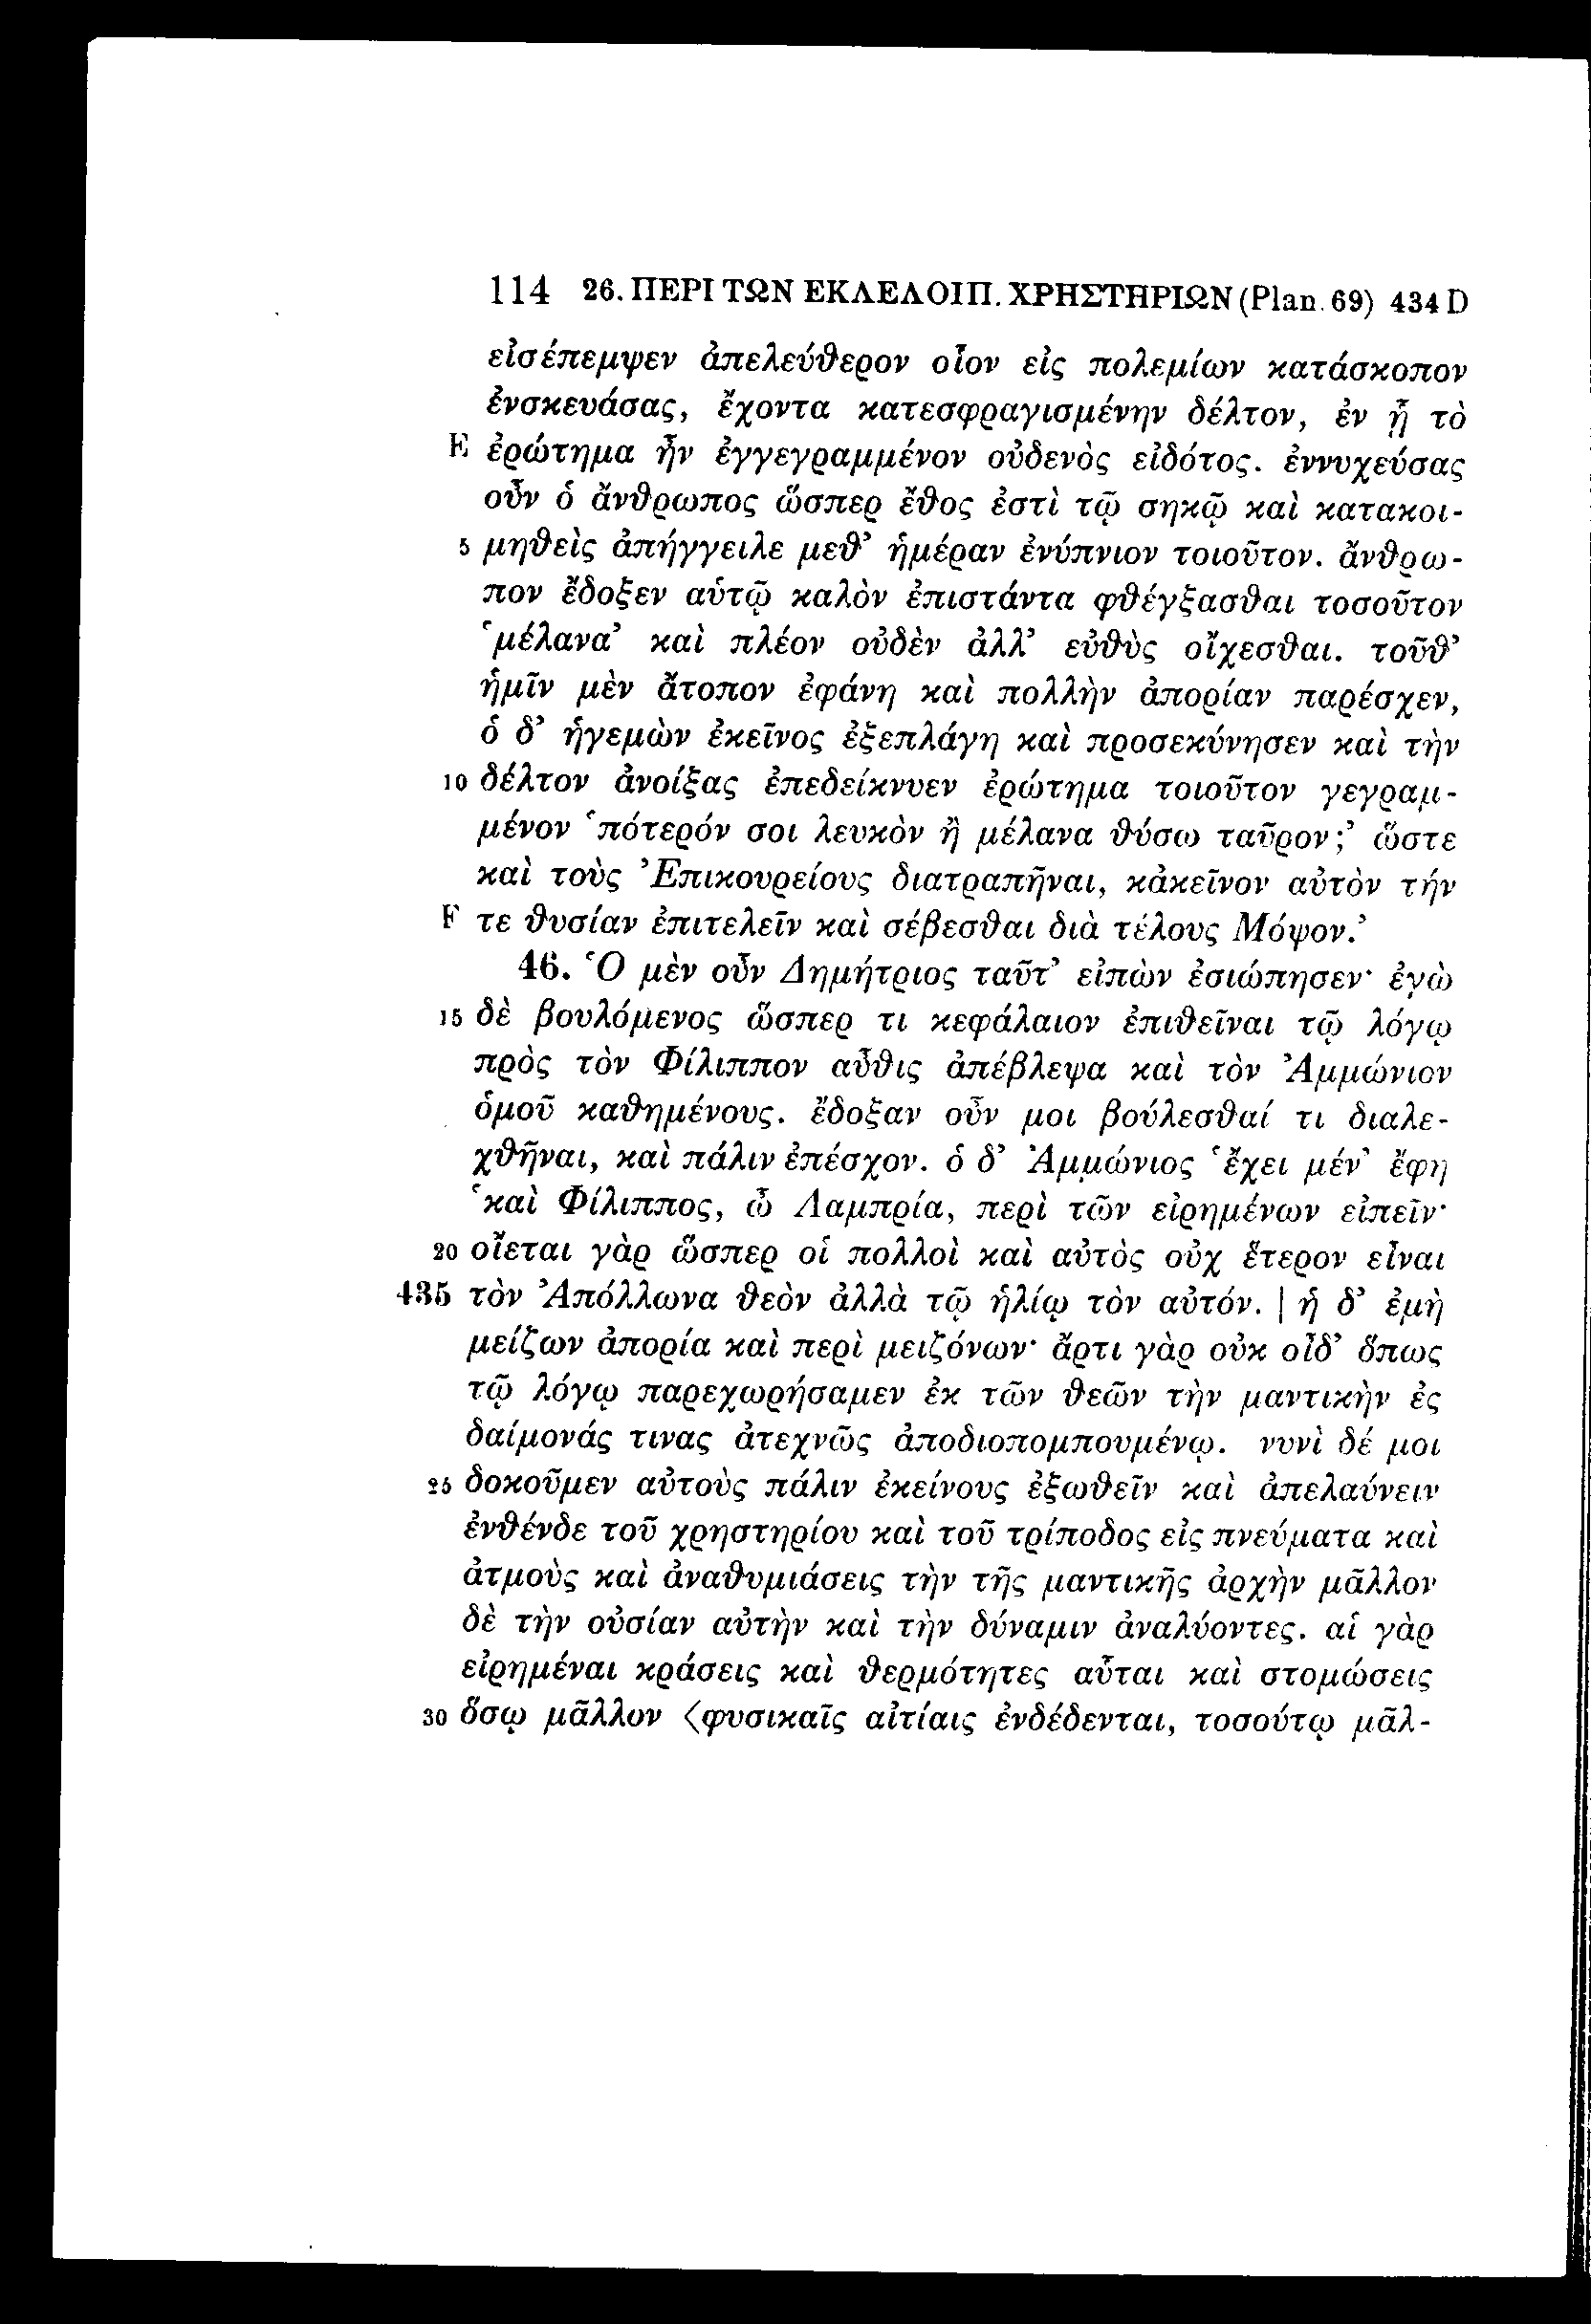 114 26. ΠΕΡΙ ΤΩΝ ΕΚΛΕΛΟΙΠ. ΧΡΗΣΤΗΡΙΩΝ (Plan. 69) 434 D
εἰσέπεμψεν ἀπελεύθερον οἷον εἰς πολεμίων κατάσκοπον
ἐνσκευάσας, ἔχοντα κατεσφραγισμένην δέλτον, ἐν ᾗ τὸ
E ἐρώτημα ἦν ἐγγεγραμμένον οὐδενὸς εἰδότος. ἐννυχεύσας
οὖν ὁ ἄνθρωπος ὥσπερ ἔθος ἐστὶ τῷ σηκῷ καὶ κατακοι-
5 μηθεὶς ἀπήγγειλε μεθ’ ἡμέραν ἐνύπνιον τοιοῦτον. ἄνθρω-
πον ἔδοξεν αὑτῷ καλὸν ἐπιστάντα φθέγξασθαι τοσοῦτον
‘μέλανα’ καὶ πλέον οὐδὲν ἀλλ’ εὐθὺς οἴχεσθαι. τοῦθ’
ἡμῖν μὲν ἄτοπον ἐφάνη καὶ πολλὴν ἀπορίαν παρέσχεν,
ὁ δ’ ἡγεμὼν ἐκεῖνος ἐξεπλάγη καὶ προσεκύνησεν καὶ τὴν
10 δέλτον ἀνοίξας ἐπεδείκνυεν ἐρώτημα τοιοῦτον γεγραμ-
μένον ‘πότερόν σοι λευκὸν ἢ μέλανα θύσω ταῦρον;’ ὥστε
καὶ τοὺς Ἐπικουρείους διατραπῆναι, κἀκεῖνον αὐτὸν τήν
F τε θυσίαν ἐπιτελεῖν καὶ σέβεσθαι διὰ τέλους Μόψον.’
46. Ὁ μὲν οὖν Δημήτριος ταῦτ’ εἰπὼν ἐσιώπησεν· ἐγὼ
15 δὲ βουλόμενος ὥσπερ τι κεφάλαιον ἐπιθεῖναι τῷ λόγῳ
πρὸς τὸν Φίλιππον αὖθις ἀπέβλεψα καὶ τὸν Ἀμμώνιον
ὁμοῦ καθημένους. ἔδοξαν οὖν μοι βούλεσθαί τι διαλε-
χθῆναι, καὶ πάλιν ἐπέσχον. ὁ δ’ Ἀμμώνιος ‘ἔχει μέν’ ἔφη
‘καὶ Φίλιππος, ὦ Λαμπρία, περὶ τῶν εἰρημένων εἰπεῖν·
20 οἴεται γὰρ ὥσπερ οἱ πολλοὶ καὶ αὐτὸς οὐχ ἕτερον εἶναι
435 τὸν Ἀπόλλωνα θεὸν ἀλλὰ τῷ ἡλίῳ τὸν αὐτόν. | ἡ δ’ ἐμὴ
μείζων ἀπορία καὶ περὶ μειζόνων· ἄρτι γὰρ οὐκ οἶδ’ ὅπως
τῷ λόγῳ παρεχωρήσαμεν ἐκ τῶν θεῶν τὴν μαντικὴν ἐς
δαίμονάς τινας ἀτεχνῶς ἀποδιοπομπουμένῳ. νυνὶ δέ μοι
25 δοκοῦμεν αὐτοὺς πάλιν ἐκείνους ἐξωθεῖν καὶ ἀπελαύνειν
ἐνθένδε τοῦ χρηστηρίου καὶ τοῦ τρίποδος εἰς πνεύματα καὶ
ἀτμοὺς καὶ ἀναθυμιάσεις τὴν τῆς μαντικῆς ἀρχὴν μᾶλλον
δὲ τὴν οὐσίαν αὐτὴν καὶ τὴν δύναμιν ἀναλύοντες. αἱ γὰρ
εἰρημέναι κράσεις καὶ θερμότητες αὗται καὶ στομώσεις
30 ὅσῳ μᾶλλον <φυσικαῖς αἰτίαις ἐνδέδενται, τοσούτῳ μᾶλ-